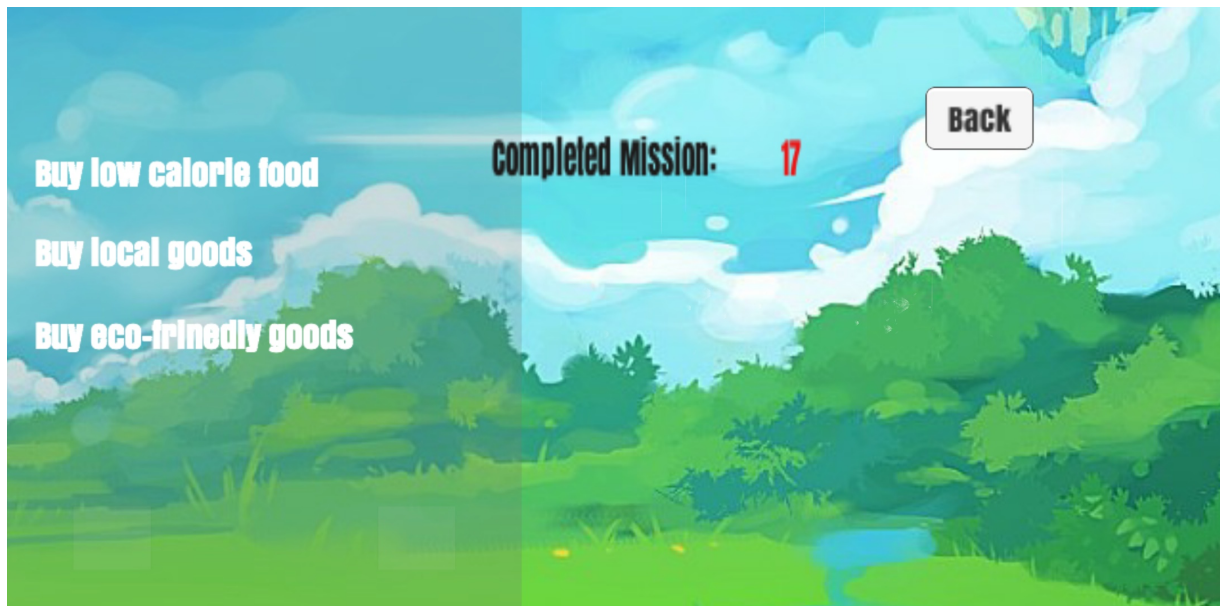 Back
Completed Mission: 17
Buy low calorie food
Buy local goods
Buy eco-frinedly goods